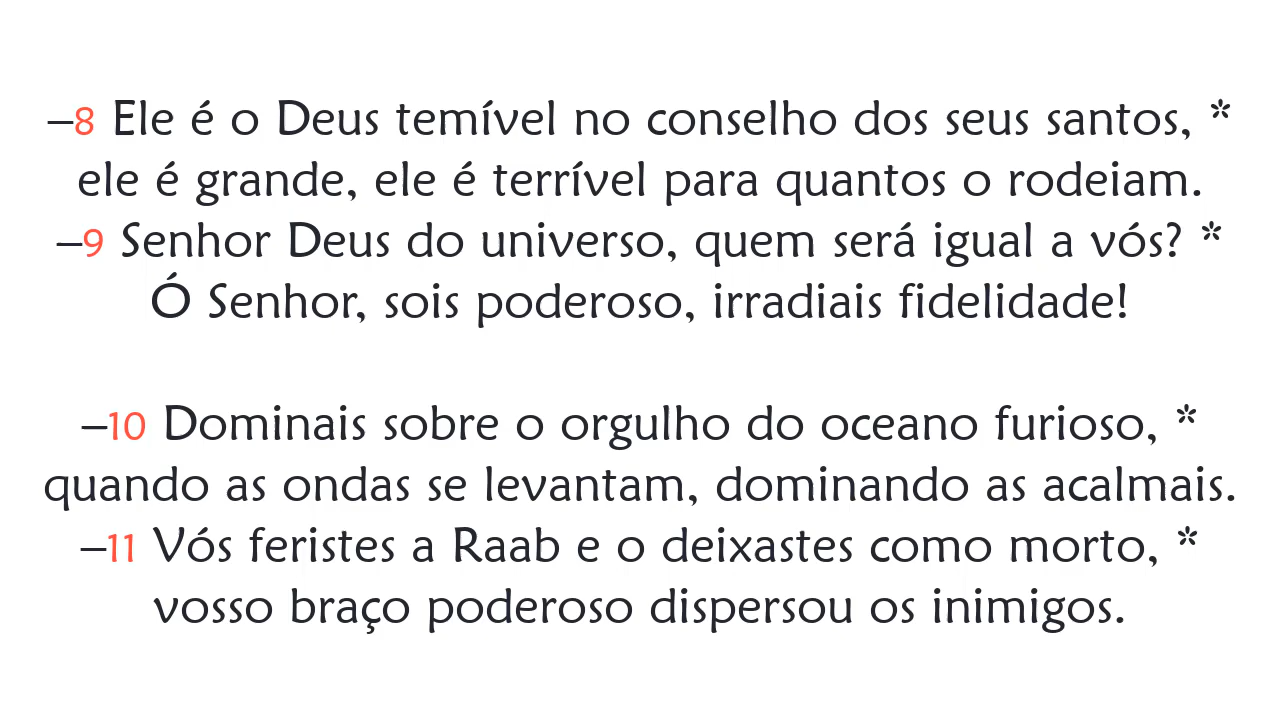 –8 Ele é o Deus temível no conselho dos seus santos, *
ele é grande, ele é terrível para quantos o rodeiam.
–9 Senhor Deus do universo, quem será igual a vós? *
Ó Senhor, sois poderoso, irradiais fidelidade!
–10 Dominais sobre o orgulho do oceano furioso, *
quando as ondas se levantam, dominando as acalmais.
–11 Vós feristes a Raab e o deixastes como morto, *
vosso braço poderoso dispersou os inimigos.